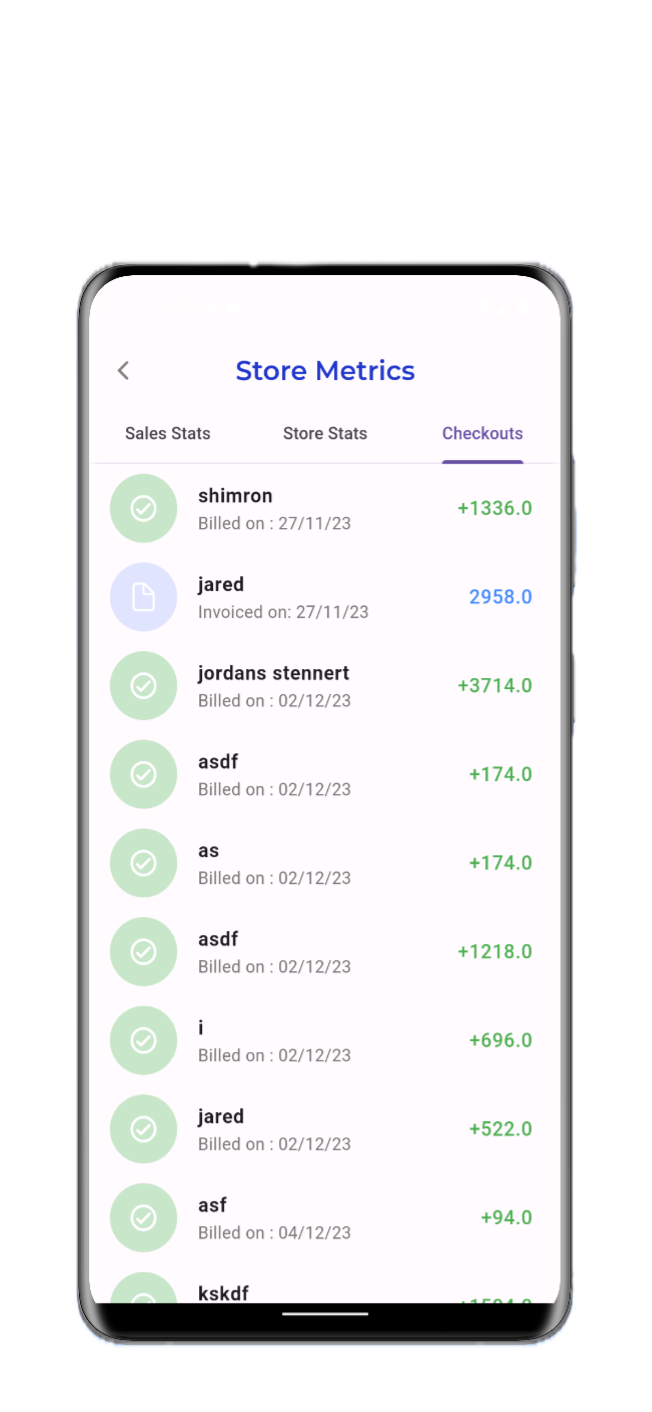 Store Metrics
Sales Stats Store Stats Checkouts
shimron
+1336.0
Billed on : 27/11/23
jared
2958.0
Invoiced on: 27/11/23
jordans stennert
+3714.0
Billed on : 02/12/23
asdf
+174.0
Billed on : 02/12/23
as
+174.0
Billed on : 02/12/23
asdf
+1218.0
Billed on : 02/12/23
i
+696.0
Billed on : 02/12/23
jared
+522.0
Billed on : 02/12/23
asf
+94.0
Billed on : 04/12/23
kskdf